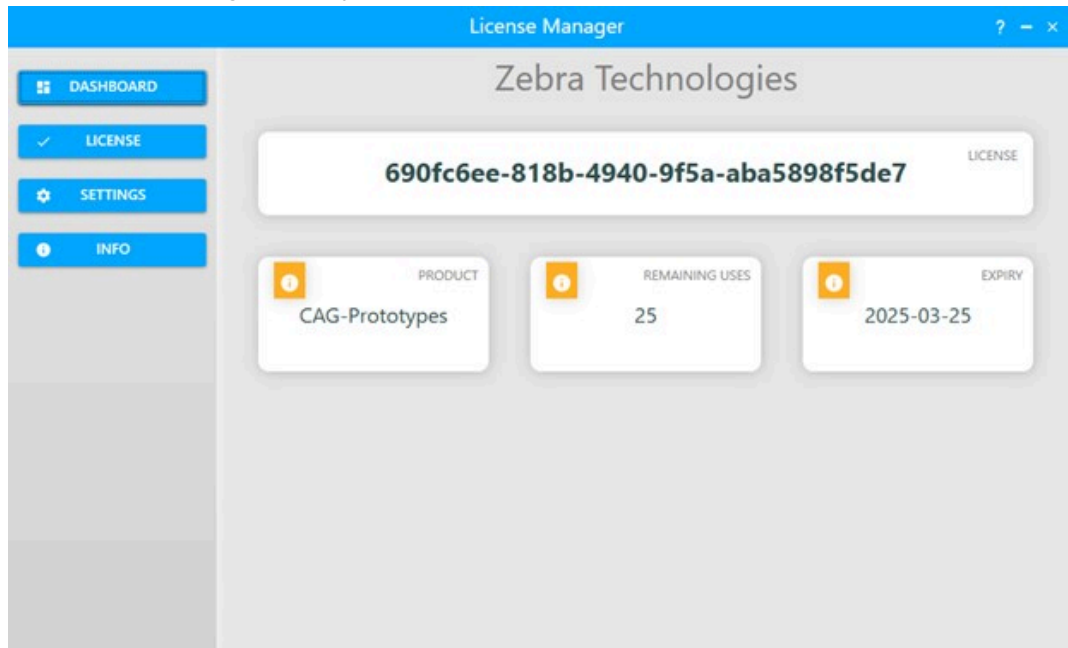 License Manager
? – ×
DASHBOARD
LICENSE
SETTINGS
INFO
Zebra Technologies
LICENSE
690fc6ee-818b-4940-9f5a-aba5898f5de7
PRODUCT
CAG-Prototypes
REMAINING USES
25
EXPIRY
2025-03-25